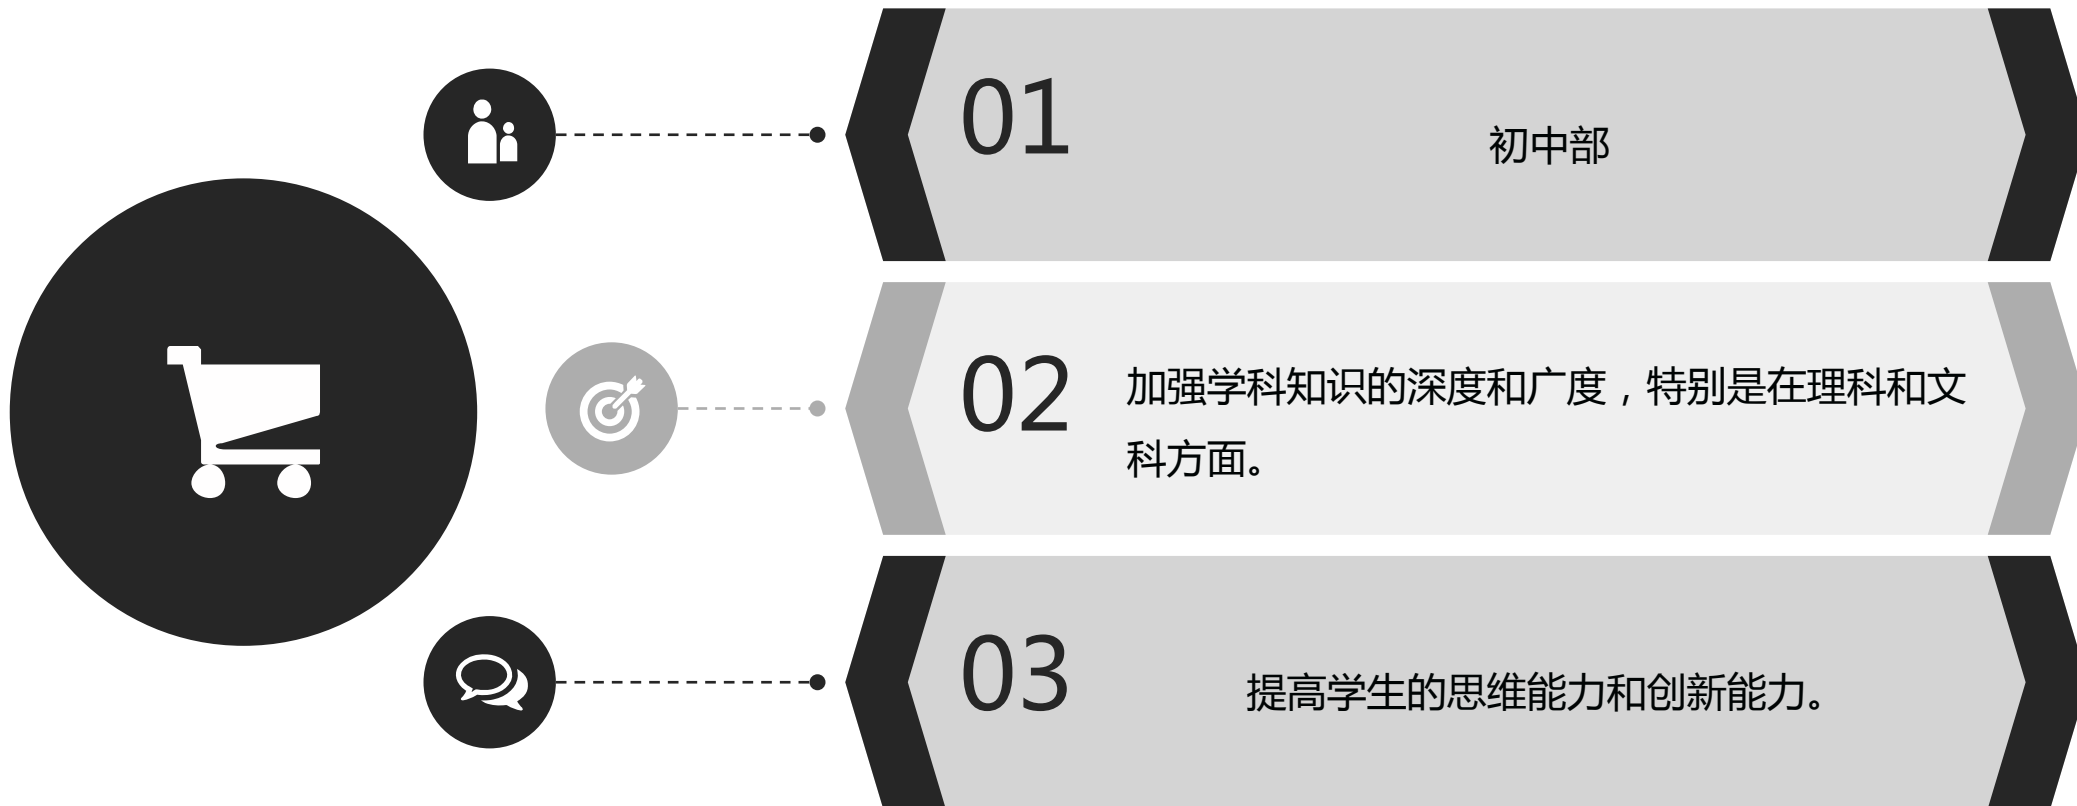 01
初中部
02
加强学科知识的深度和广度，特别是在理科和文
科方面。
03
提高学生的思维能力和创新能力。